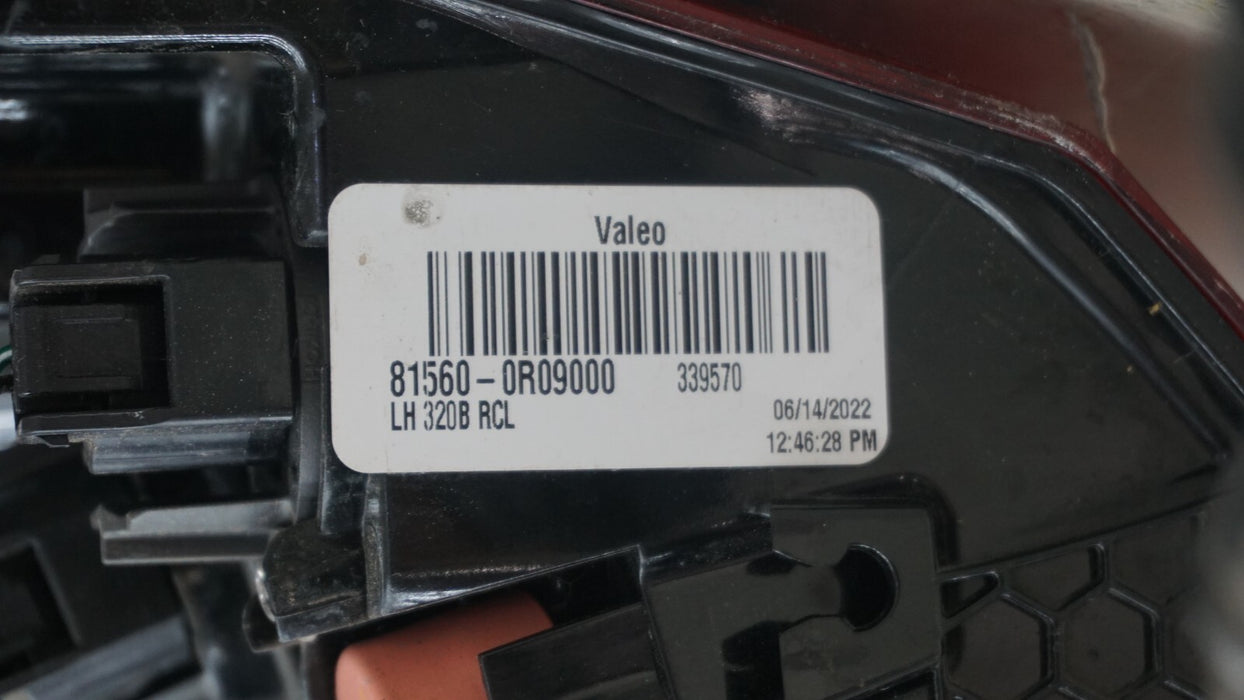 Valeo
81560-0R09000 339570
LH 320B RCL
06/14/2022
12:46:28 PM